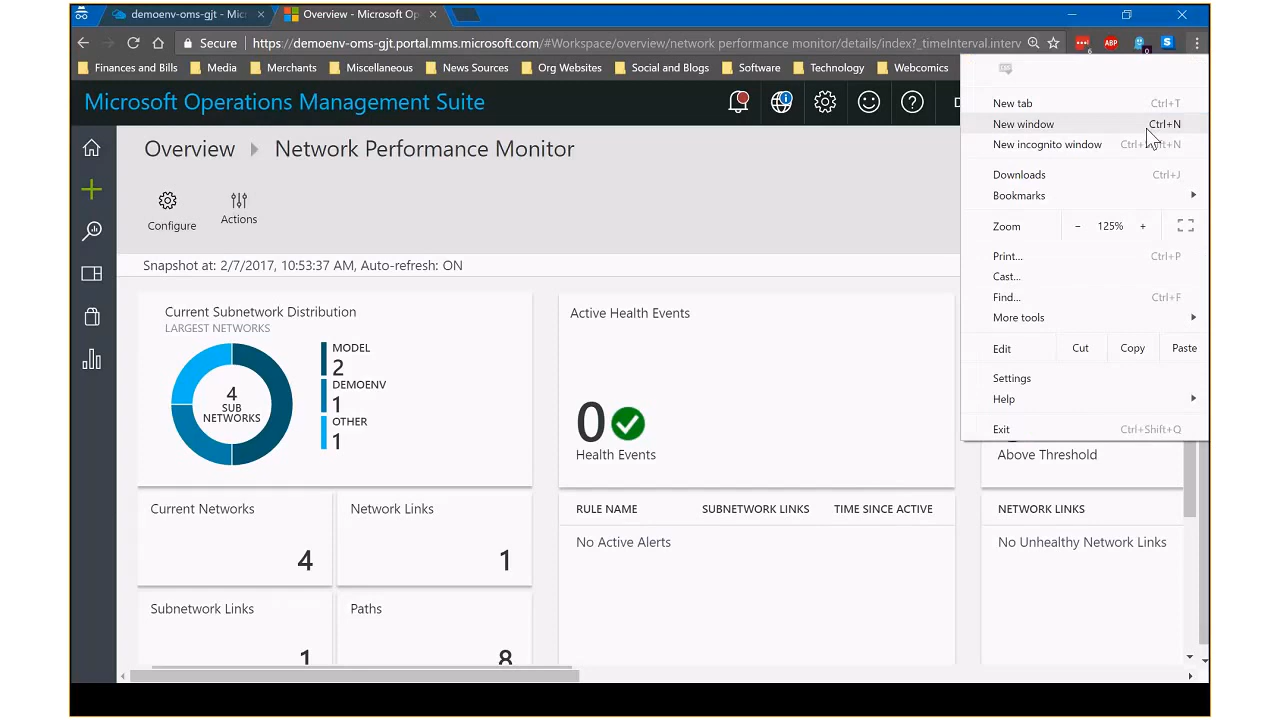 demoenv-oms-gjt - Mic
Overview - Microsoft Op
Secure
https://demoenv-oms-gjt.portal.mms.microsoft.com/#Workspace/overview/network performance monitor/details/index?_timeInterval.interv
Finances and Bills
Media
Merchants
Miscellaneous
News Sources
Org Websites
Social and Blogs
Software
Technology
Webcomics
Microsoft Operations Management Suite
Overview
Network Performance Monitor
Configure
Actions
Snapshot at: 2/7/2017, 10:53:37 AM, Auto-refresh: ON
Current Subnetwork Distribution
LARGEST NETWORKS
4
SUB
NETWORKS
MODEL
2
DEMOENV
1
OTHER
1
Active Health Events
0
Health Events
Above Threshold
Current Networks
4
Network Links
1
Subnetwork Links
1
Paths
8
RULE NAME SUBNETWORK LINKS TIME SINCE ACTIVE
No Active Alerts
NETWORK LINKS
No Unhealthy Network Links
New tab Ctrl+T
New window Ctrl+N
New incognito window
Downloads Ctrl+J
Bookmarks
Zoom - 125% +
Print... Ctrl+P
Cast...
Find... Ctrl+F
More tools
Edit Cut Copy Paste
Settings
Help
Exit Ctrl+Shift+Q